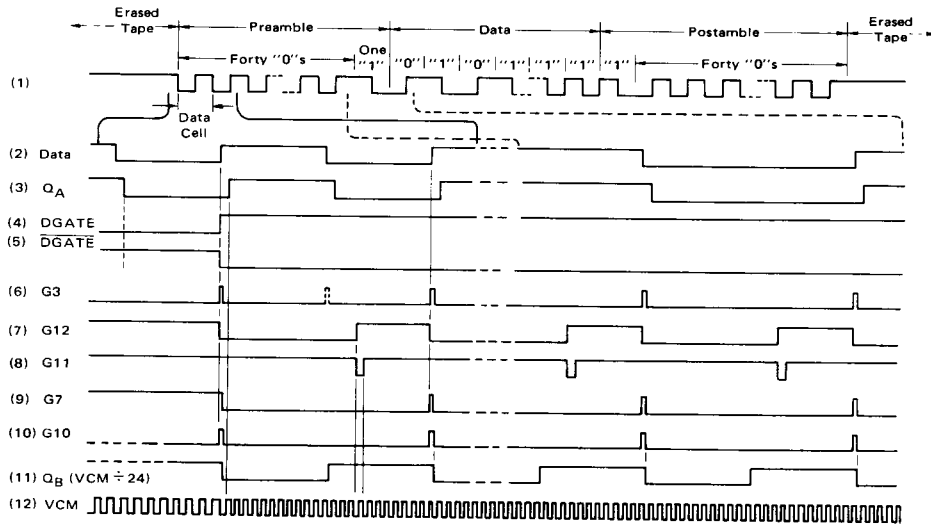 Erased Tape
Preamble
Data
Postamble
Erased Tape
Forty "0"s
One "1"
"0" "1" "0" "1" "1" "1" "1"
Forty "0"s
(1)
Data Cell
(2) Data
(3) QA
(4) DGATE
(5) DGATE
(6) G3
(7) G12
(8) G11
(9) G7
(10) G10
(11) QB (VCM ÷ 24)
(12) VCM